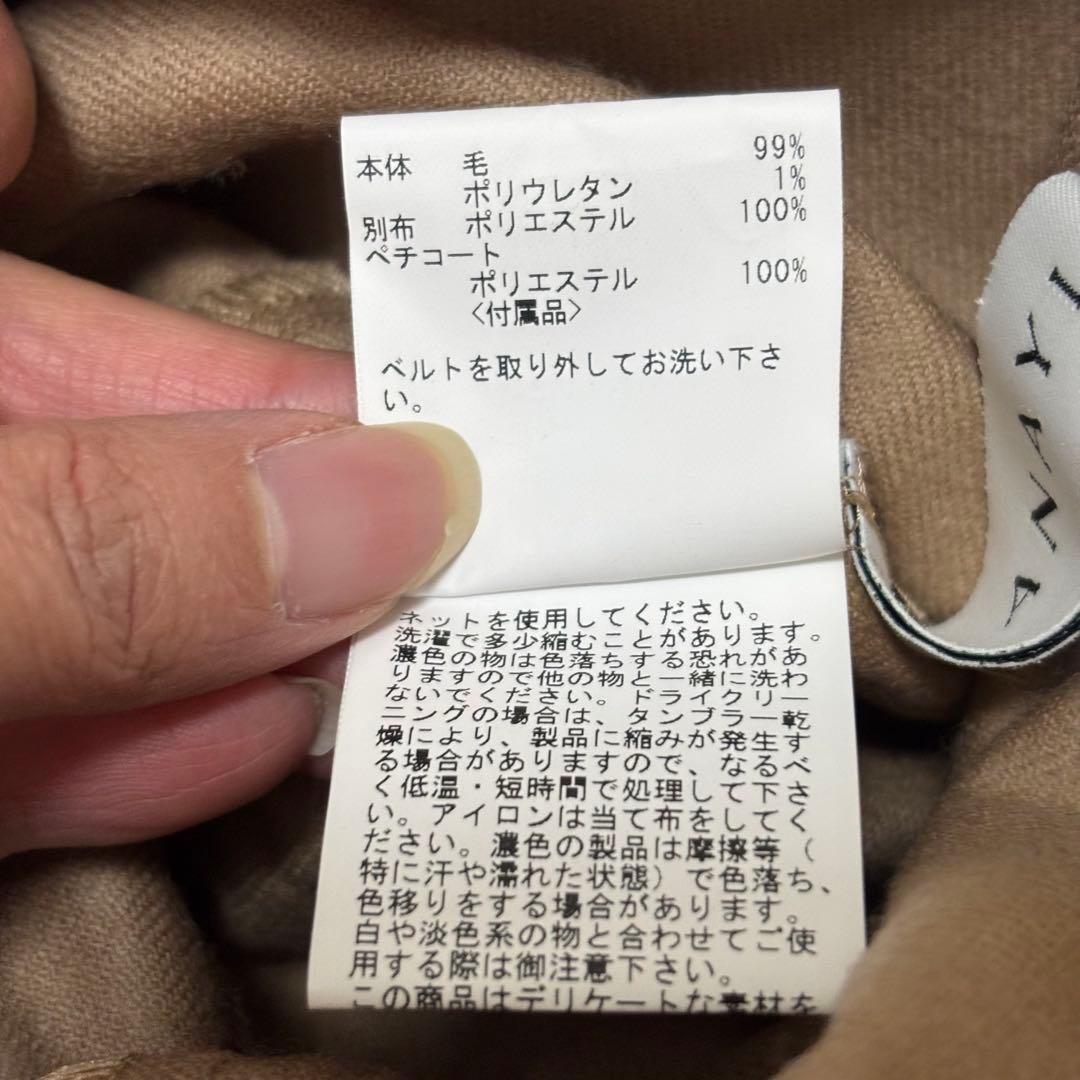 本体 毛 99%
ポリウレタン 1%
別布 ポリエステル 100%
ペチコート
ポリエステル 100%
<付属品>
ベルトを取り外してお洗い下さ
い。
ネットを使用してください。
洗濯で多少縮むことがあります。
濃色の物は色落ちする恐れがあ
りますので他の物と一緒に洗わ
ないでください。ドライクリー
ニングの場合は、タンブラー乾
燥により、製品に縮みが発生す
る場合がありますので、なるべ
く低温・短時間で処理して下さ
い。アイロンは当て布をしてく
ださい。濃色の製品は摩擦等(
特に汗や濡れた状態)で色落ち、
色移りをする場合があります。
白や淡色系の物と合わせてご使
用する際は御注意下さい。
この商品はデリケートな素材を